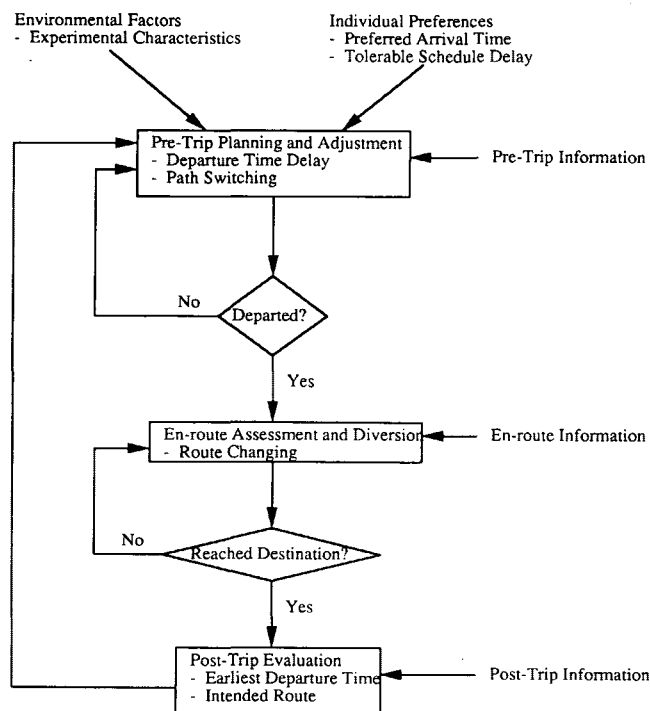 Environmental Factors
- Experimental Characteristics
Individual Preferences
- Preferred Arrival Time
- Tolerable Schedule Delay
Pre-Trip Planning and Adjustment
- Departure Time Delay
- Path Switching
Pre-Trip Information
Departed?
No
Yes
En-route Assessment and Diversion
- Route Changing
En-route Information
Reached Destination?
No
Yes
Post-Trip Evaluation
- Earliest Departure Time
- Intended Route
Post-Trip Information